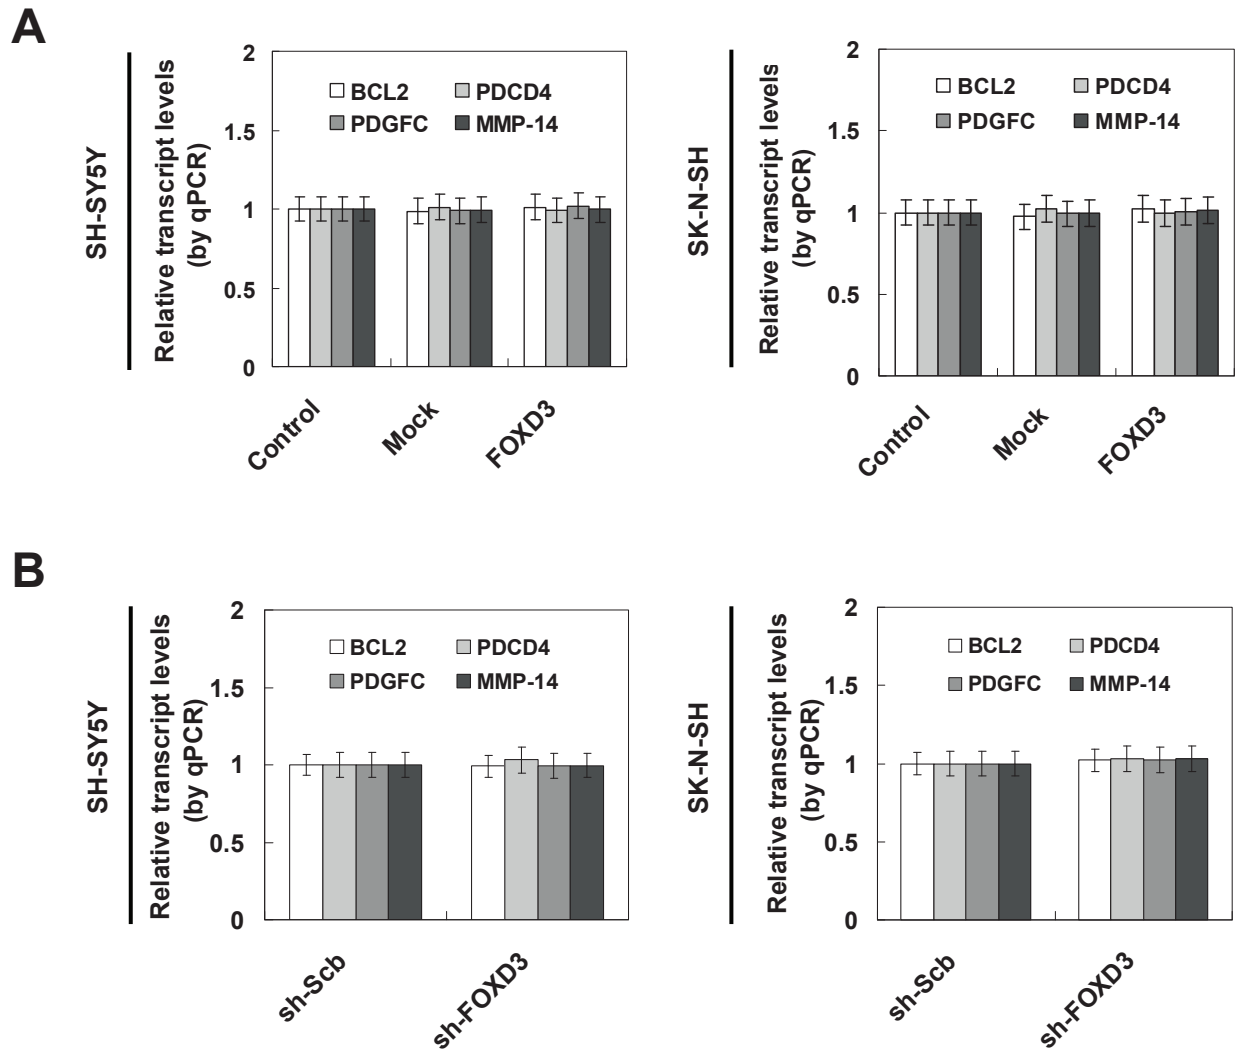 A
SH-SY5Y
Relative transcript levels
(by qPCR)
2
1.5
1
0.5
0
BCL2
PDCD4
PDGFC
MMP-14
Control
Mock
FOXD3
SK-N-SH
Relative transcript levels
(by qPCR)
2
1.5
1
0.5
0
BCL2
PDCD4
PDGFC
MMP-14
Control
Mock
FOXD3
B
SH-SY5Y
Relative transcript levels
(by qPCR)
2
1.5
1
0.5
0
BCL2
PDCD4
PDGFC
MMP-14
sh-Scb
sh-FOXD3
SK-N-SH
Relative transcript levels
(by qPCR)
2
1.5
1
0.5
0
BCL2
PDCD4
PDGFC
MMP-14
sh-Scb
sh-FOXD3